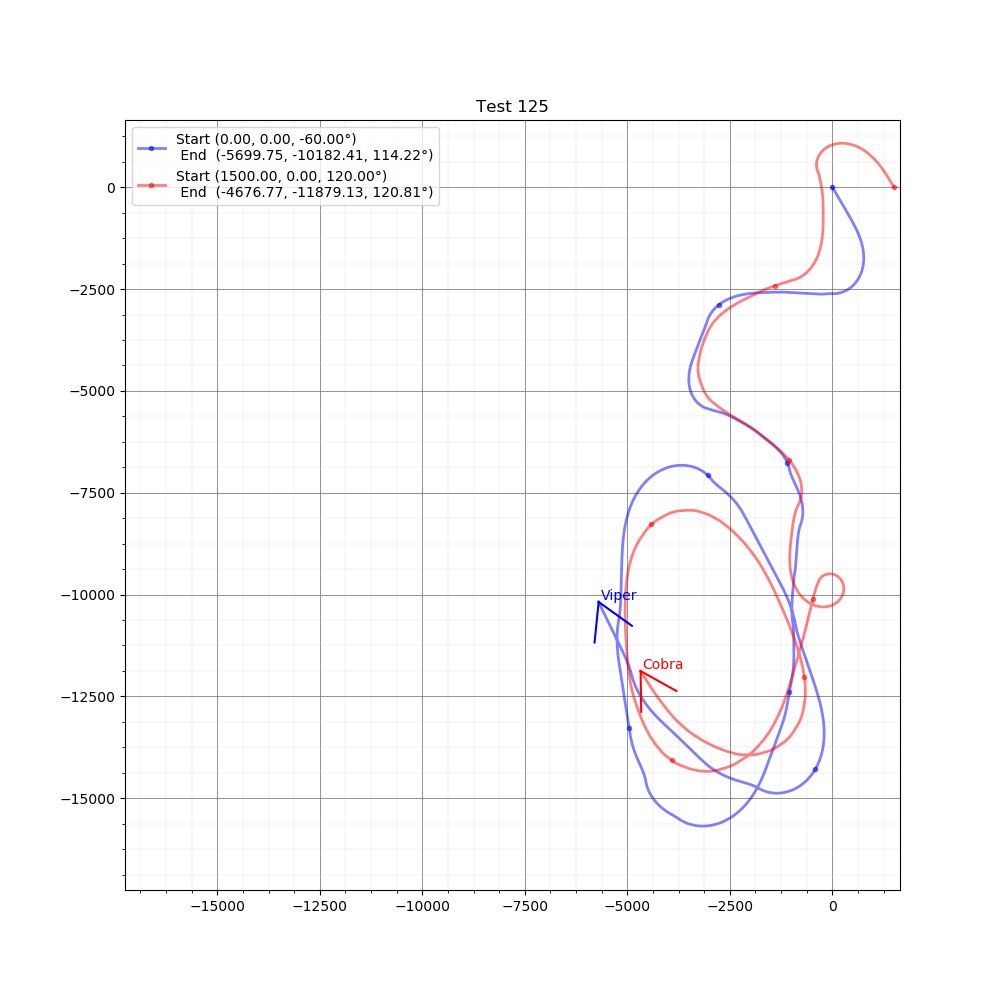 Test 125
Start (0.00, 0.00, -60.00°)
End (-5699.75, -10182.41, 114.22°)
Start (1500.00, 0.00, 120.00°)
End (-4676.77, -11879.13, 120.81°)
0
−2500
−5000
−7500
−10000
−12500
−15000
Viper
Cobra
−15000
−12500
−10000
−7500
−5000
−2500
0